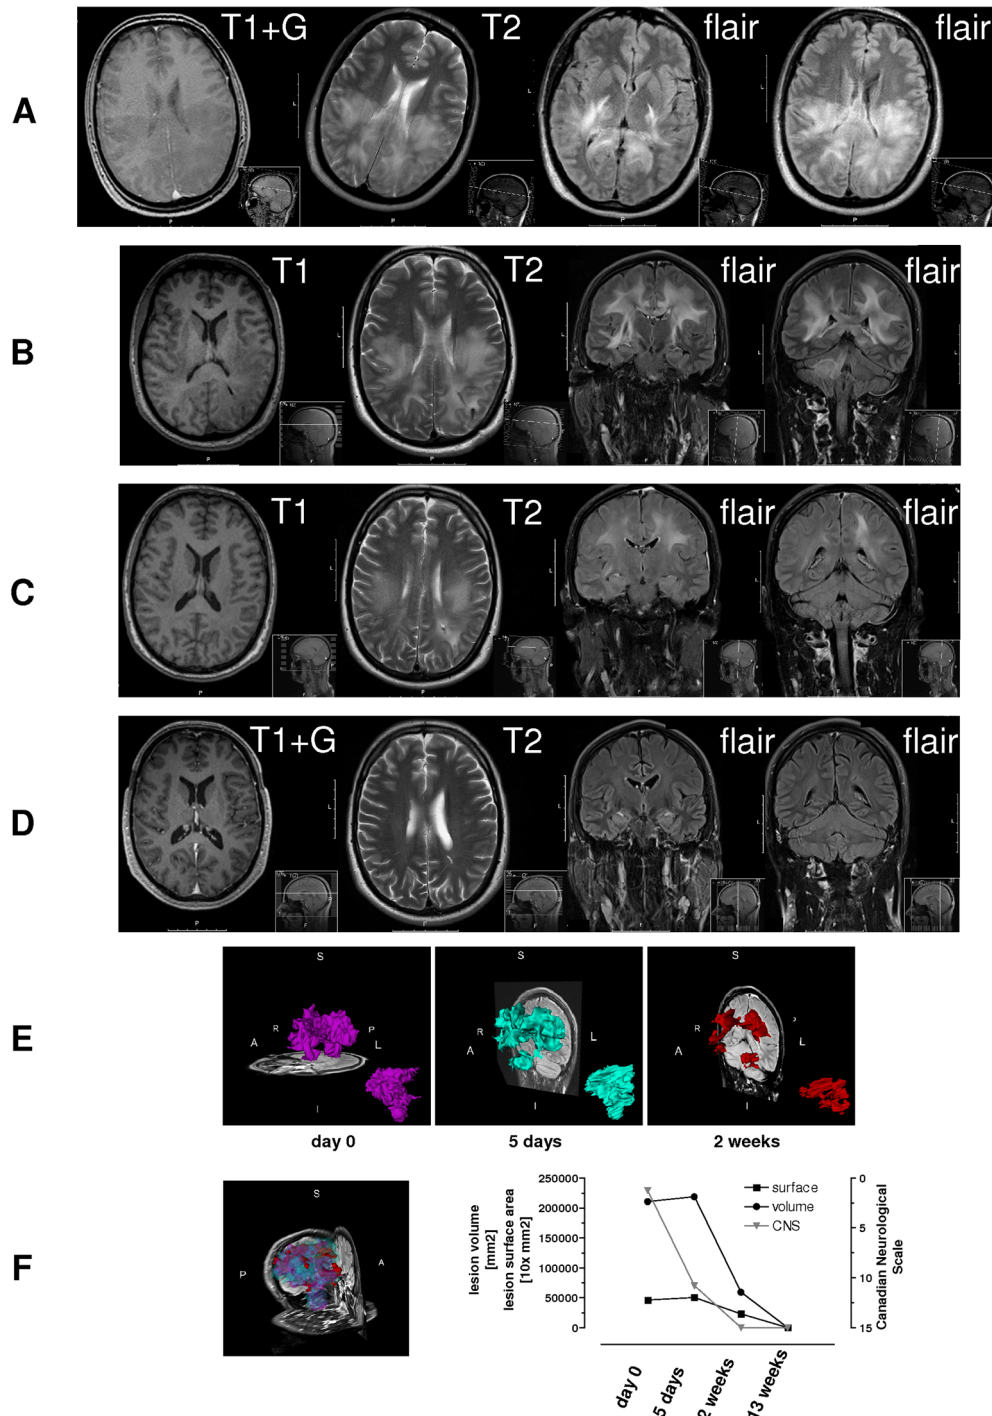 A
T1+G
T2
flair
flair
L
L
L
P
P
P
P
B
T1
T2
flair
flair
L
L
P
P
C
T1
T2
flair
flair
L
L
P
P
D
T1+G
T2
flair
flair
L
L
P
E
S
R
P
A
L
I
day 0
S
R
L
A
I
5 days
S
R
P
A
L
I
2 weeks
F
S
P
A
lesion volume
[mm2]
lesion surface area
[10x mm2]
250000
200000
150000
100000
50000
0
surface
volume
CNS
0
5
10
15
Canadian Neurological
Scale
day 0
5 days
2 weeks
13 weeks